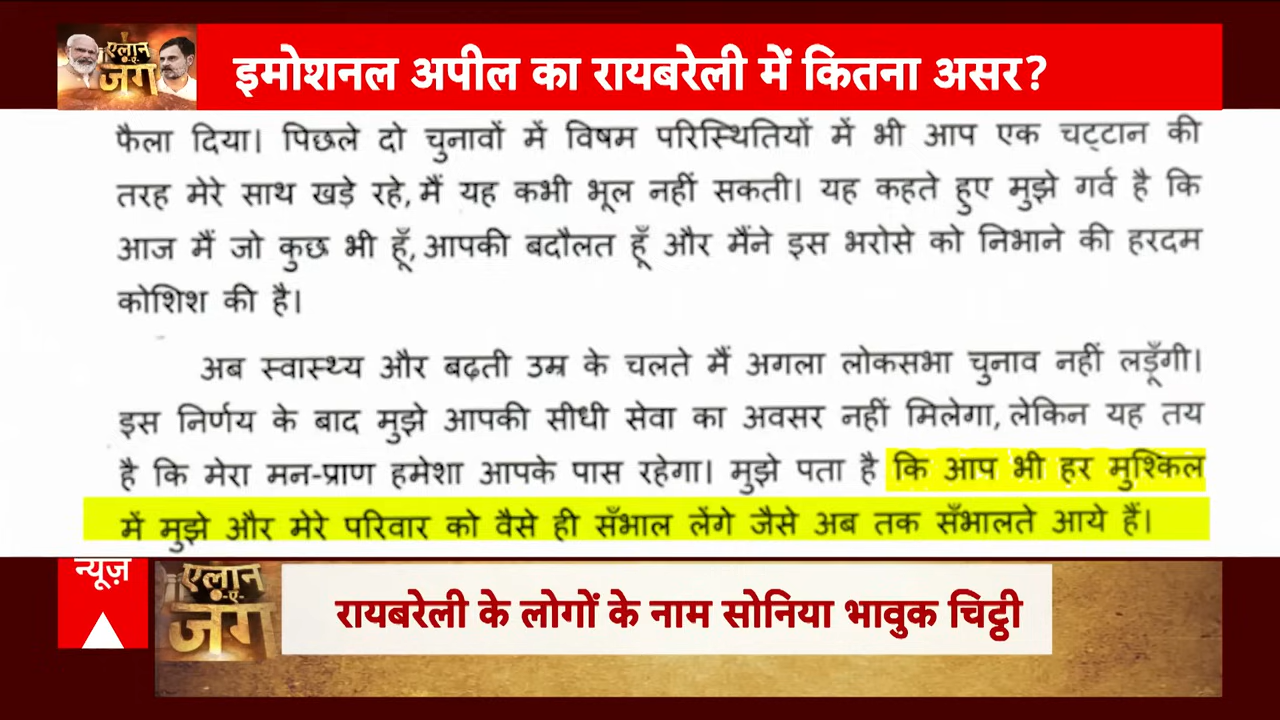 एलान
-ए-
जंग
इमोशनल अपील का रायबरेली में कितना असर?
फैला दिया। पिछले दो चुनावों में विषम परिस्थितियों में भी आप एक चट्टान की
तरह मेरे साथ खड़े रहे, मैं यह कभी भूल नहीं सकती। यह कहते हुए मुझे गर्व है कि
आज मैं जो कुछ भी हूँ, आपकी बदौलत हूँ और मैंने इस भरोसे को निभाने की हरदम
कोशिश की है।
अब स्वास्थ्य और बढ़ती उम्र के चलते मैं अगला लोकसभा चुनाव नहीं लड़ूँगी।
इस निर्णय के बाद मुझे आपकी सीधी सेवा का अवसर नहीं मिलेगा, लेकिन यह तय
है कि मेरा मन-प्राण हमेशा आपके पास रहेगा। मुझे पता है कि आप भी हर मुश्किल
में मुझे और मेरे परिवार को वैसे ही सँभाल लेंगे जैसे अब तक सँभालते आये हैं।
न्यूज़
एलान
-ए-
जंग
रायबरेली के लोगों के नाम सोनिया भावुक चिट्ठी